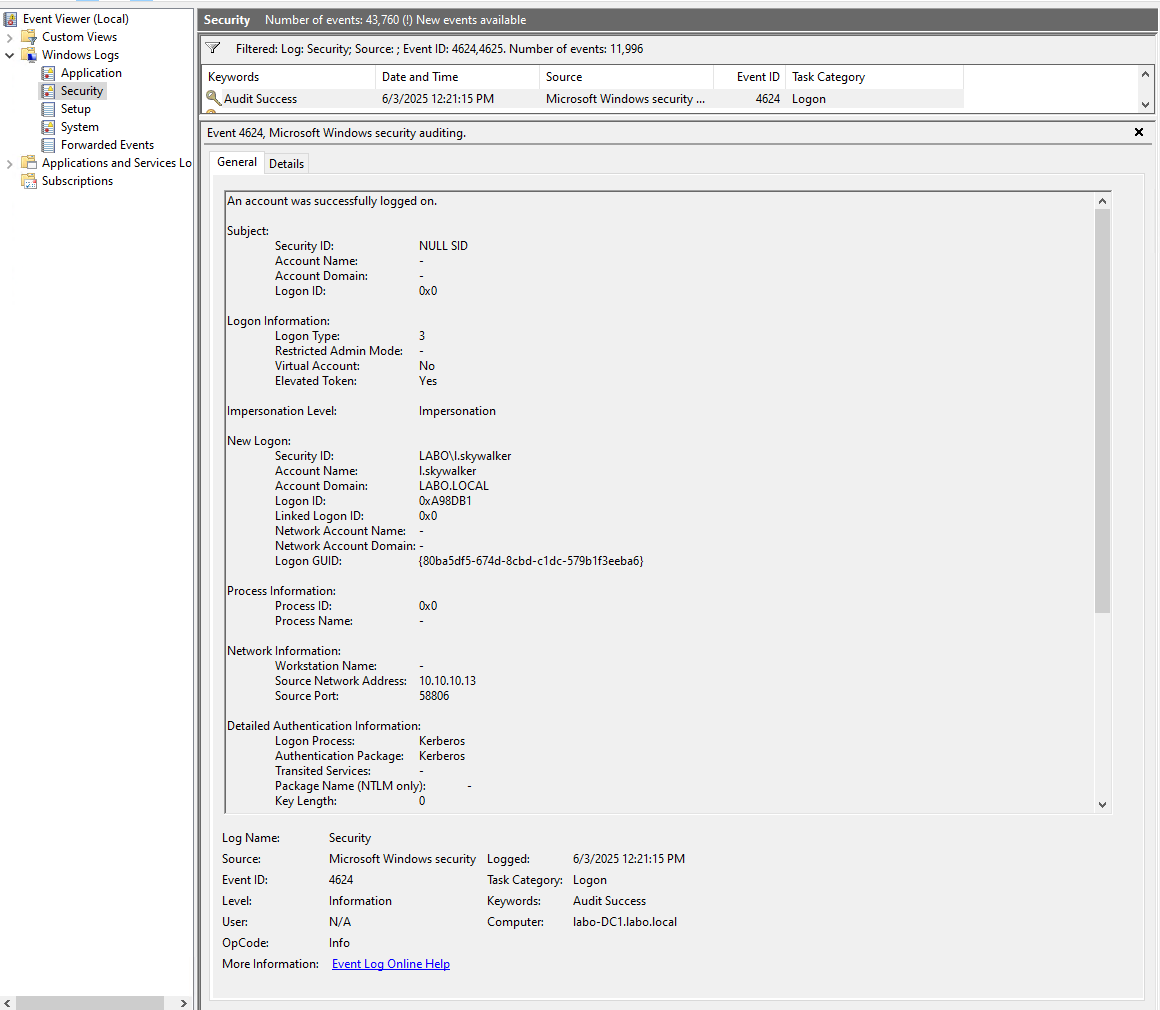 Event Viewer (Local)
Custom Views
Windows Logs
Application
Security
Setup
System
Forwarded Events
Applications and Services Lo
Subscriptions
Security Number of events: 43,760 (!) New events available
Filtered: Log: Security; Source: ; Event ID: 4624,4625. Number of events: 11,996
Keywords Date and Time Source Event ID Task Category
Audit Success 6/3/2025 12:21:15 PM Microsoft Windows security ... 4624 Logon
Event 4624, Microsoft Windows security auditing.
General Details
An account was successfully logged on.
Subject:
Security ID: NULL SID
Account Name: -
Account Domain: -
Logon ID: 0x0
Logon Information:
Logon Type: 3
Restricted Admin Mode: -
Virtual Account: No
Elevated Token: Yes
Impersonation Level: Impersonation
New Logon:
Security ID: LABO\l.skywalker
Account Name: l.skywalker
Account Domain: LABO.LOCAL
Logon ID: 0xA98DB1
Linked Logon ID: 0x0
Network Account Name: -
Network Account Domain: -
Logon GUID: {80ba5df5-674d-8cbd-c1dc-579b1f3eeba6}
Process Information:
Process ID: 0x0
Process Name: -
Network Information:
Workstation Name: -
Source Network Address: 10.10.10.13
Source Port: 58806
Detailed Authentication Information:
Logon Process: Kerberos
Authentication Package: Kerberos
Transited Services: -
Package Name (NTLM only): -
Key Length: 0
Log Name: Security
Source: Microsoft Windows security Logged: 6/3/2025 12:21:15 PM
Event ID: 4624 Task Category: Logon
Level: Information Keywords: Audit Success
User: N/A Computer: labo-DC1.labo.local
OpCode: Info
More Information: Event Log Online Help